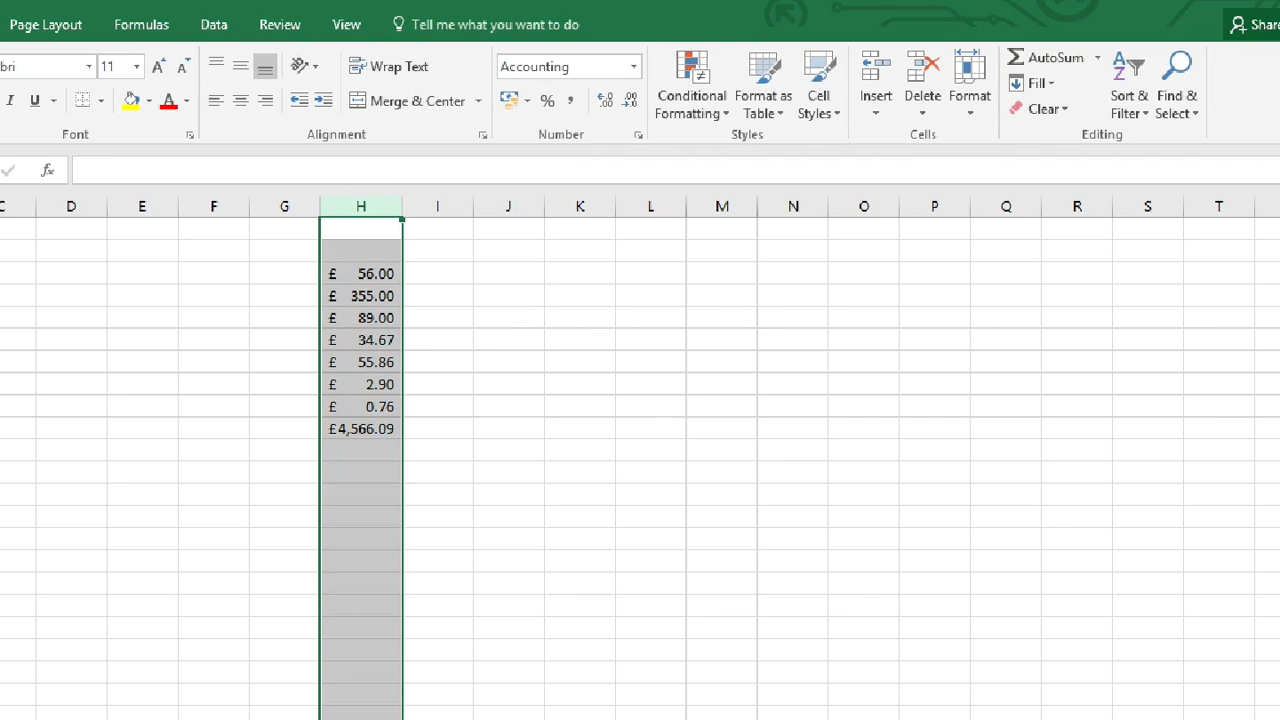 Page Layout Formulas Data Review View Tell me what you want to do Share
bri 11 A A Wrap Text Accounting Conditional Formatting Format as Table Cell Styles Insert Delete Format AutoSum Fill Clear Sort & Filter Find & Select
I U A Merge & Center % ,
Font Alignment Number Styles Cells Editing
fx
C D E F G H I J K L M N O P Q R S T
£ 56.00
£ 355.00
£ 89.00
£ 34.67
£ 55.86
£ 2.90
£ 0.76
£4,566.09